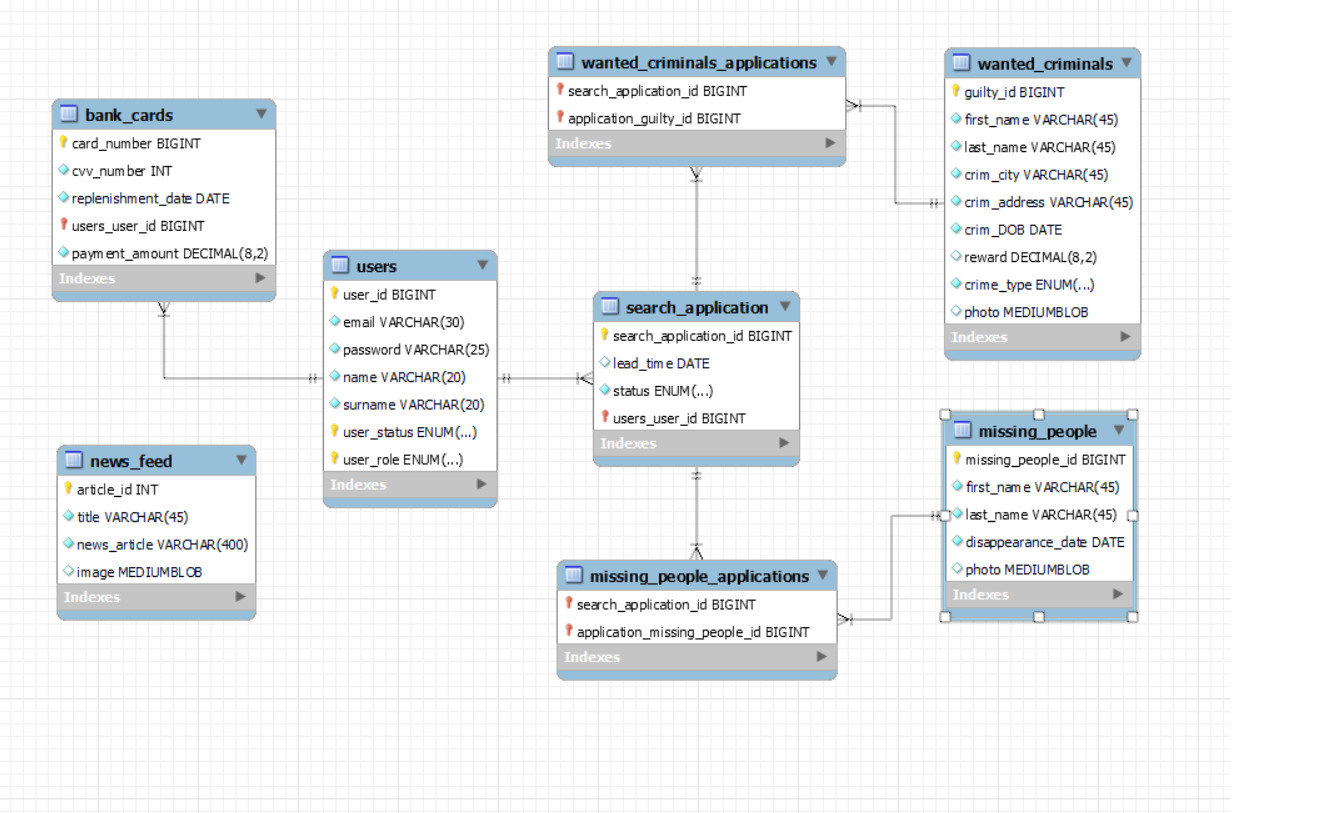 bank_cards
card_number BIGINT
cvv_number INT
replenishment_date DATE
users_user_id BIGINT
payment_amount DECIMAL(8,2)
Indexes
news_feed
article_id INT
title VARCHAR(45)
news_article VARCHAR(400)
image MEDIUMBLOB
Indexes
users
user_id BIGINT
email VARCHAR(30)
password VARCHAR(25)
name VARCHAR(20)
surname VARCHAR(20)
user_status ENUM(...)
user_role ENUM(...)
Indexes
wanted_criminals_applications
search_application_id BIGINT
application_guilty_id BIGINT
Indexes
search_application
search_application_id BIGINT
lead_time DATE
status ENUM(...)
users_user_id BIGINT
Indexes
missing_people_applications
search_application_id BIGINT
application_missing_people_id BIGINT
Indexes
wanted_criminals
guilty_id BIGINT
first_name VARCHAR(45)
last_name VARCHAR(45)
crim_city VARCHAR(45)
crim_address VARCHAR(45)
crim_DOB DATE
reward DECIMAL(8,2)
crime_type ENUM(...)
photo MEDIUMBLOB
Indexes
missing_people
missing_people_id BIGINT
first_name VARCHAR(45)
last_name VARCHAR(45)
disappearance_date DATE
photo MEDIUMBLOB
Indexes